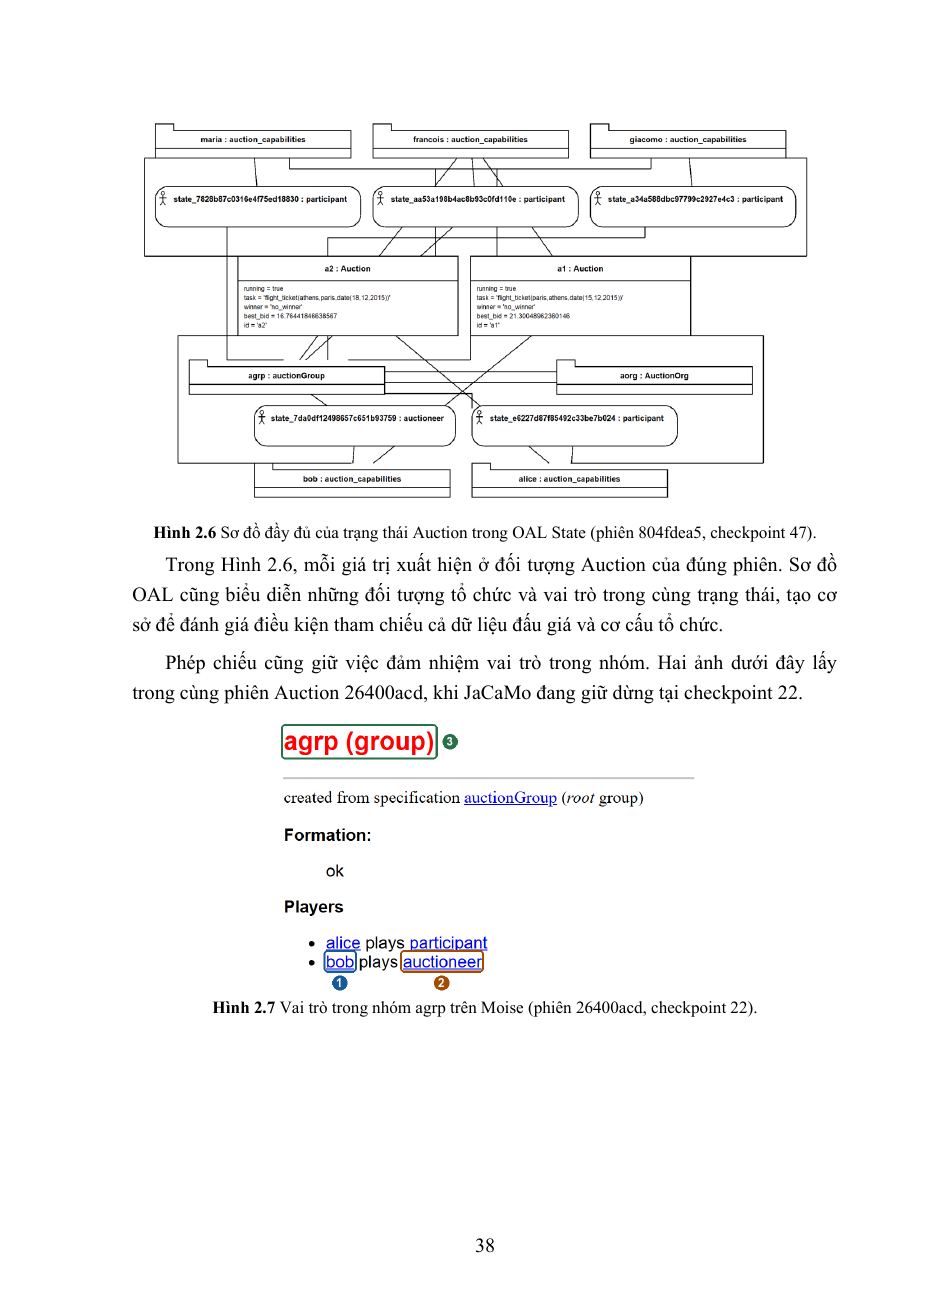 maria : auction_capabilities
francois : auction_capabilities
giacomo : auction_capabilities
state_7828b87c0316e4f75ed18830 : participant
state_aa53a198b4ac8b93c0fd110e : participant
state_a34a588dbc97799c2927e4c3 : participant
a2 : Auction
running = true
task = 'flight_ticket(athens,paris,date(18,12,2015))'
winner = 'no_winner'
best_bid = 16.76441846638567
id = 'a2'
a1 : Auction
running = true
task = 'flight_ticket(paris,athens,date(15,12,2015))'
winner = 'no_winner'
best_bid = 21.30048962360146
id = 'a1'
agrp : auctionGroup
aorg : AuctionOrg
state_7da0df12498657c651b93759 : auctioneer
state_e6227d87f85492c33be7b024 : participant
bob : auction_capabilities
alice : auction_capabilities
Hình 2.6 Sơ đồ đầy đủ của trạng thái Auction trong OAL State (phiên 804fdea5, checkpoint 47).
Trong Hình 2.6, mỗi giá trị xuất hiện ở đối tượng Auction của đúng phiên. Sơ đồ
OAL cũng biểu diễn những đối tượng tổ chức và vai trò trong cùng trạng thái, tạo cơ
sở để đánh giá điều kiện tham chiếu cả dữ liệu đấu giá và cơ cấu tổ chức.
Phép chiếu cũng giữ việc đảm nhiệm vai trò trong nhóm. Hai ảnh dưới đây lấy
trong cùng phiên Auction 26400acd, khi JaCaMo đang giữ dừng tại checkpoint 22.
agrp (group) 3
created from specification auctionGroup (root group)
Formation:
ok
Players
• alice plays participant
• bob plays auctioneer
1 2
Hình 2.7 Vai trò trong nhóm agrp trên Moise (phiên 26400acd, checkpoint 22).
38